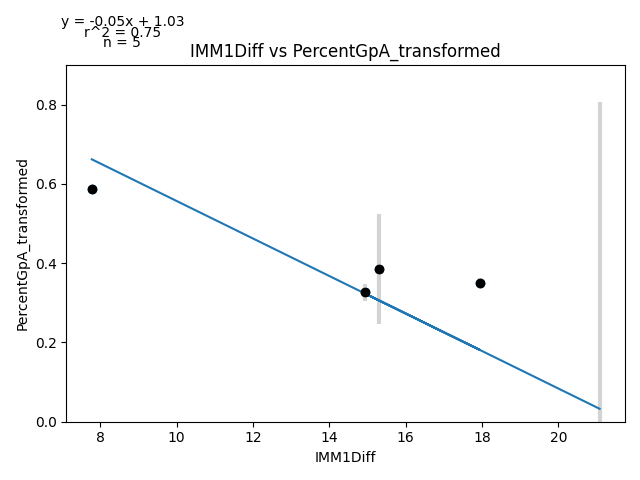 y = -0.05x + 1.03
r^2 = 0.75
n = 5
IMM1Diff vs PercentGpA_transformed
PercentGpA_transformed
0.8
0.6
0.4
0.2
0.0
8 10 12 14 16 18 20
IMM1Diff